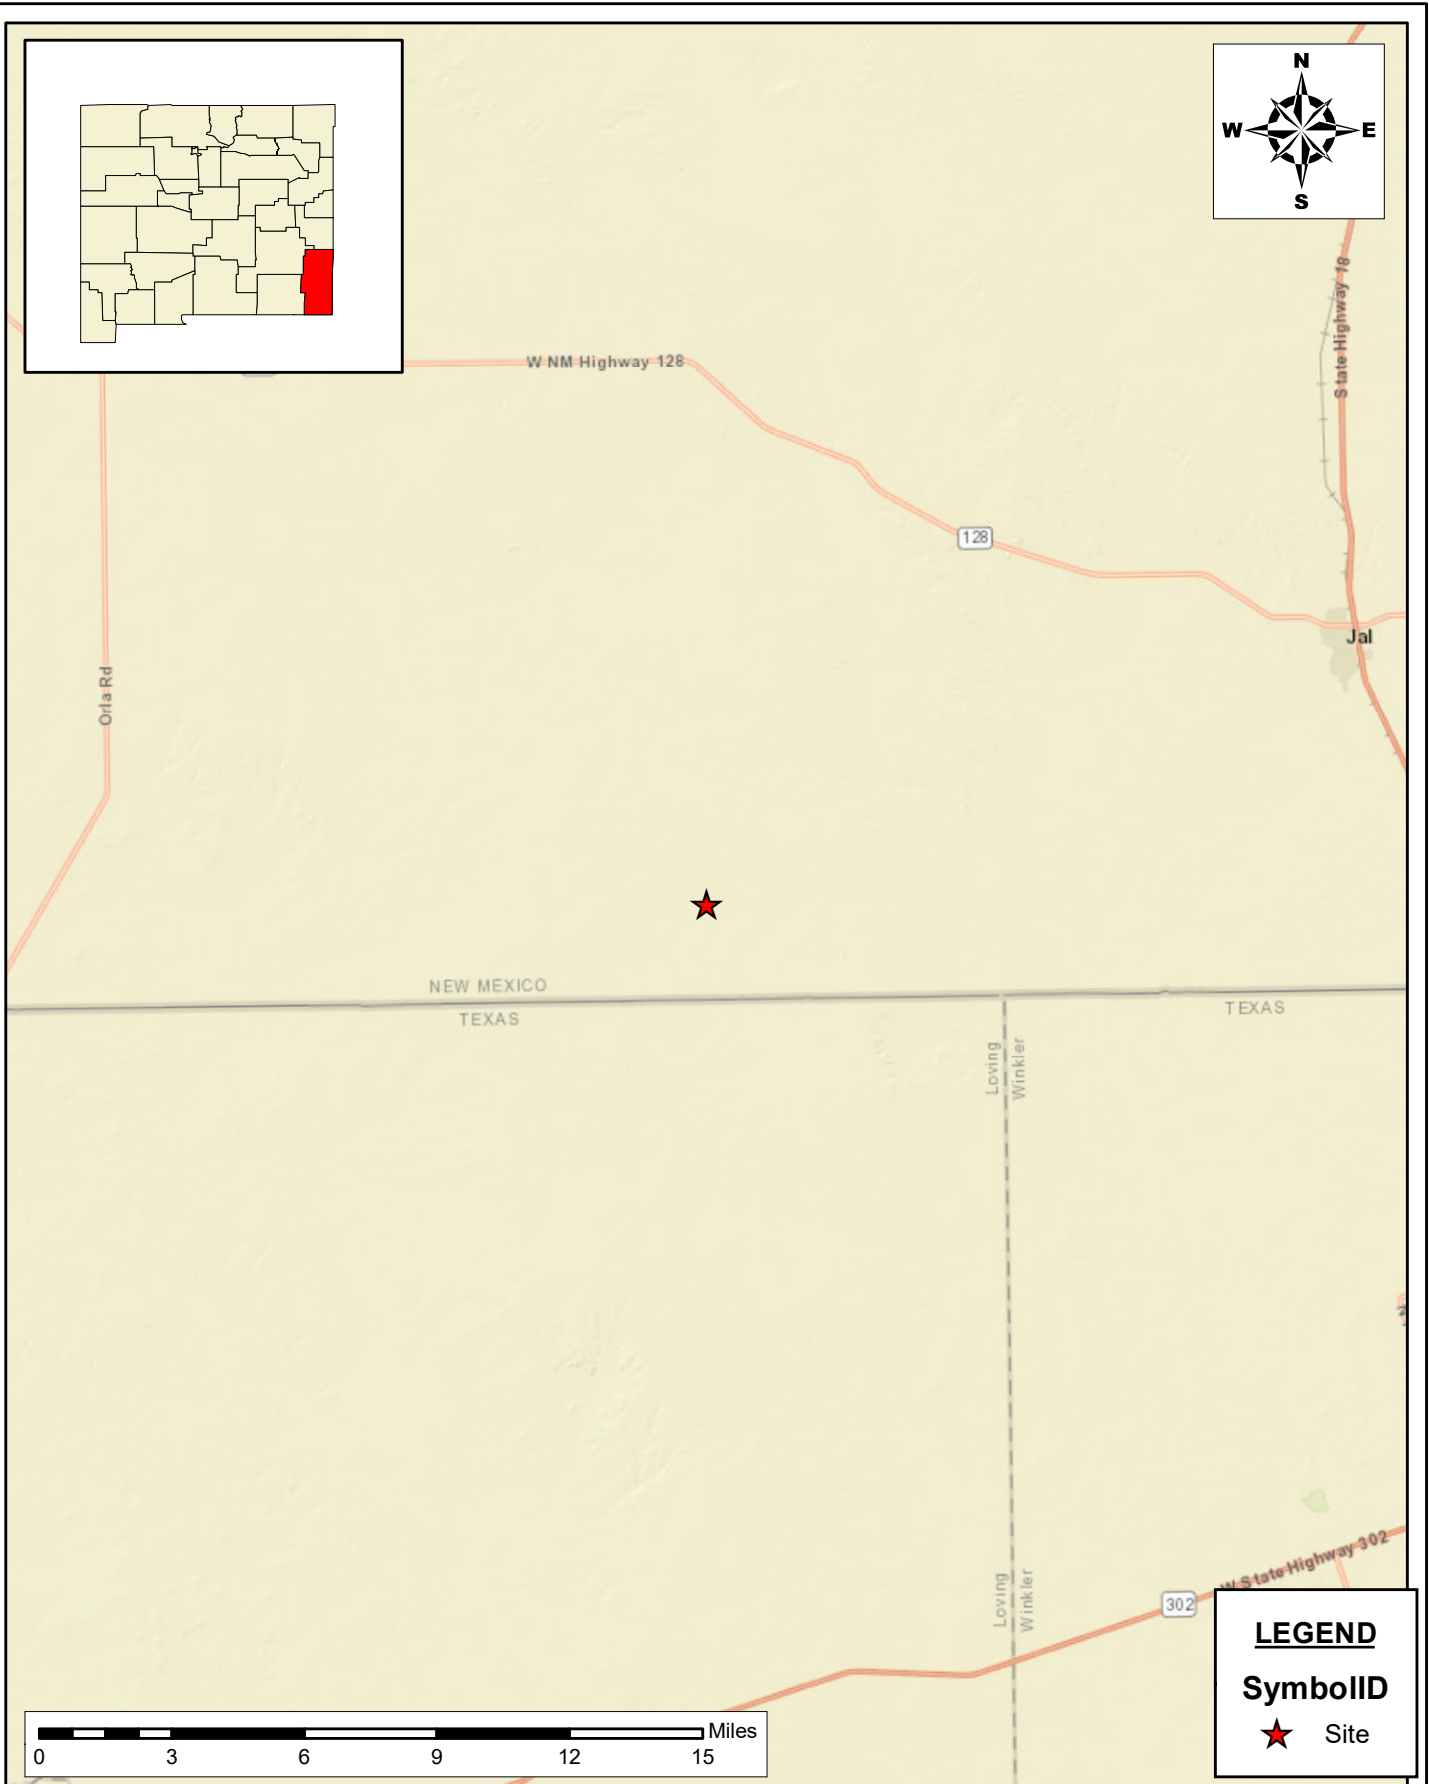 N
W E
S
State Highway 18
W NM Highway 128
128
Jal
Orla Rd
NEW MEXICO
TEXAS
TEXAS
Loving
Winkler
Loving
Winkler
W State Highway 302
302
LEGEND
SymbolID
Site
Miles
0 3 6 9 12 15